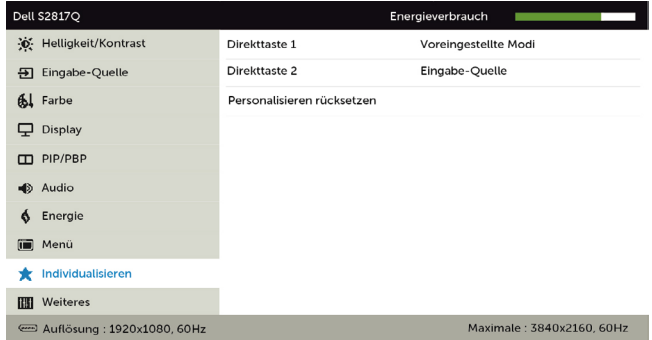 Dell S2817Q Energieverbrauch
Helligkeit/Kontrast
Eingabe-Quelle
Farbe
Display
PIP/PBP
Audio
Energie
Menü
Individualisieren
Weiteres
Direkttaste 1 Voreingestellte Modi
Direkttaste 2 Eingabe-Quelle
Personalisieren rücksetzen
Auflösung : 1920x1080, 60Hz Maximale : 3840x2160, 60Hz